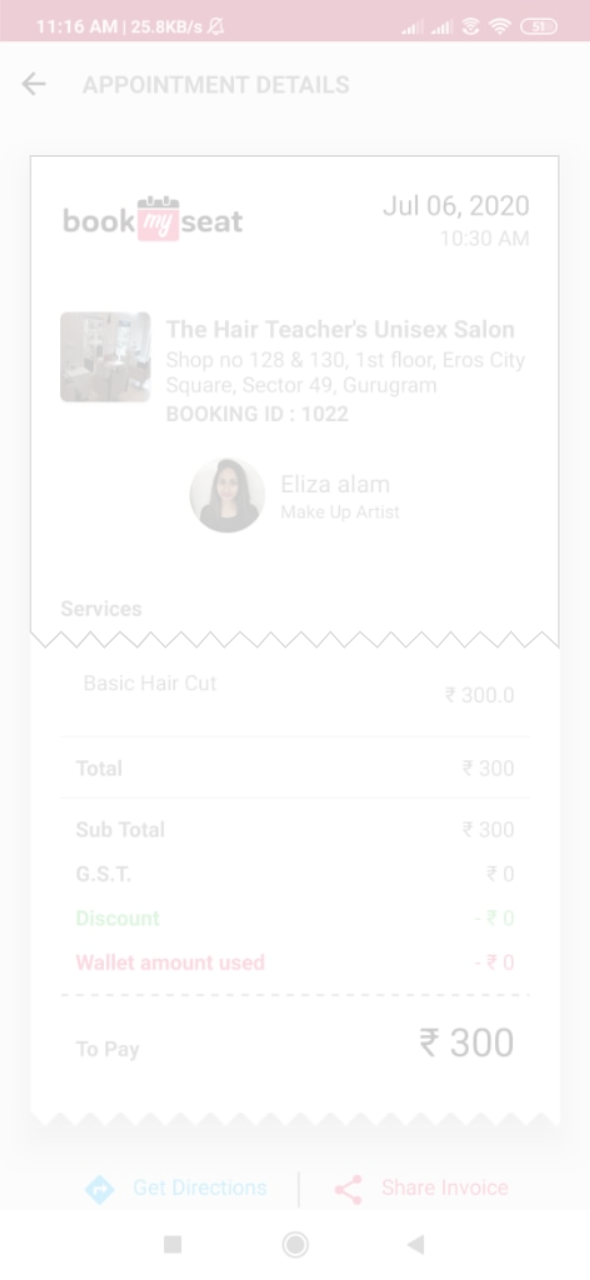 11:16 AM | 25.8KB/s
51
APPOINTMENT DETAILS
book my seat
Jul 06, 2020
10:30 AM
The Hair Teacher's Unisex Salon
Shop no 128 & 130, 1st floor, Eros City
Square, Sector 49, Gurugram
BOOKING ID : 1022
Eliza alam
Make Up Artist
Services
Basic Hair Cut
₹ 300.0
Total ₹ 300
Sub Total ₹ 300
G.S.T. ₹ 0
Discount - ₹ 0
Wallet amount used - ₹ 0
To Pay ₹ 300
Get Directions
Share Invoice